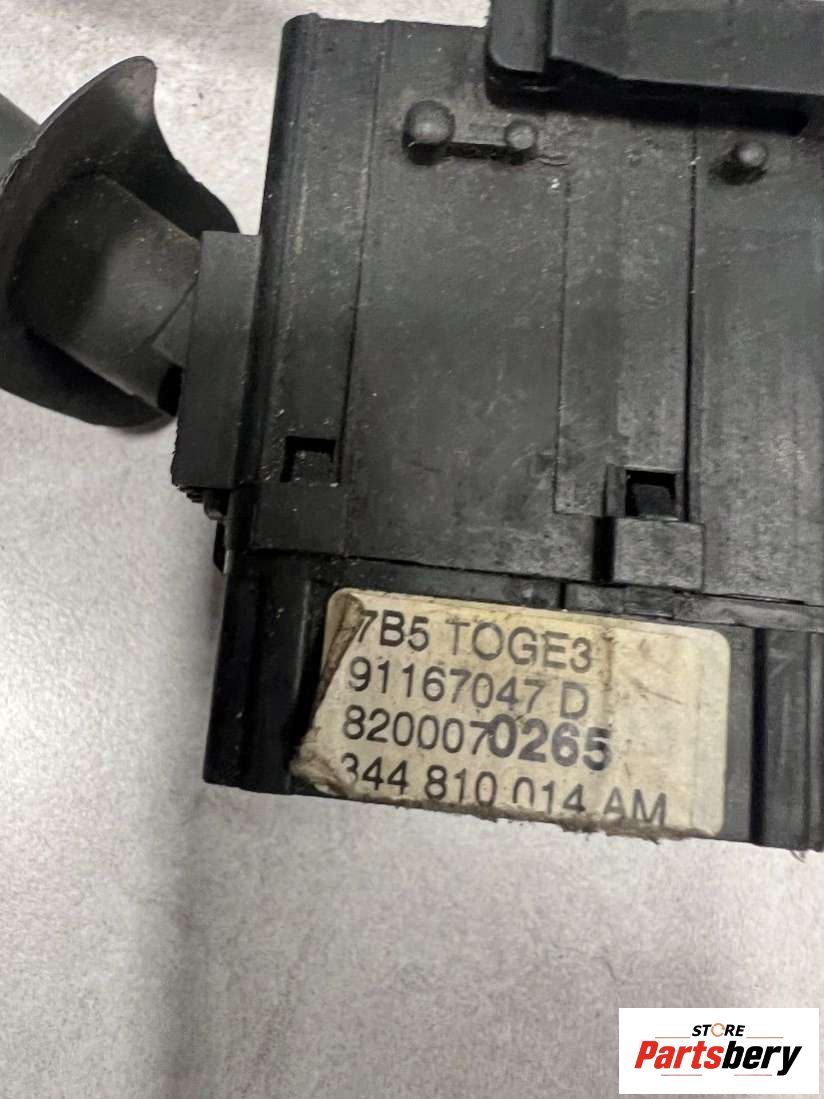 7B5 TOGE3
91167047 D
8200070265
344 810 014 AM
STORE
Partsbery